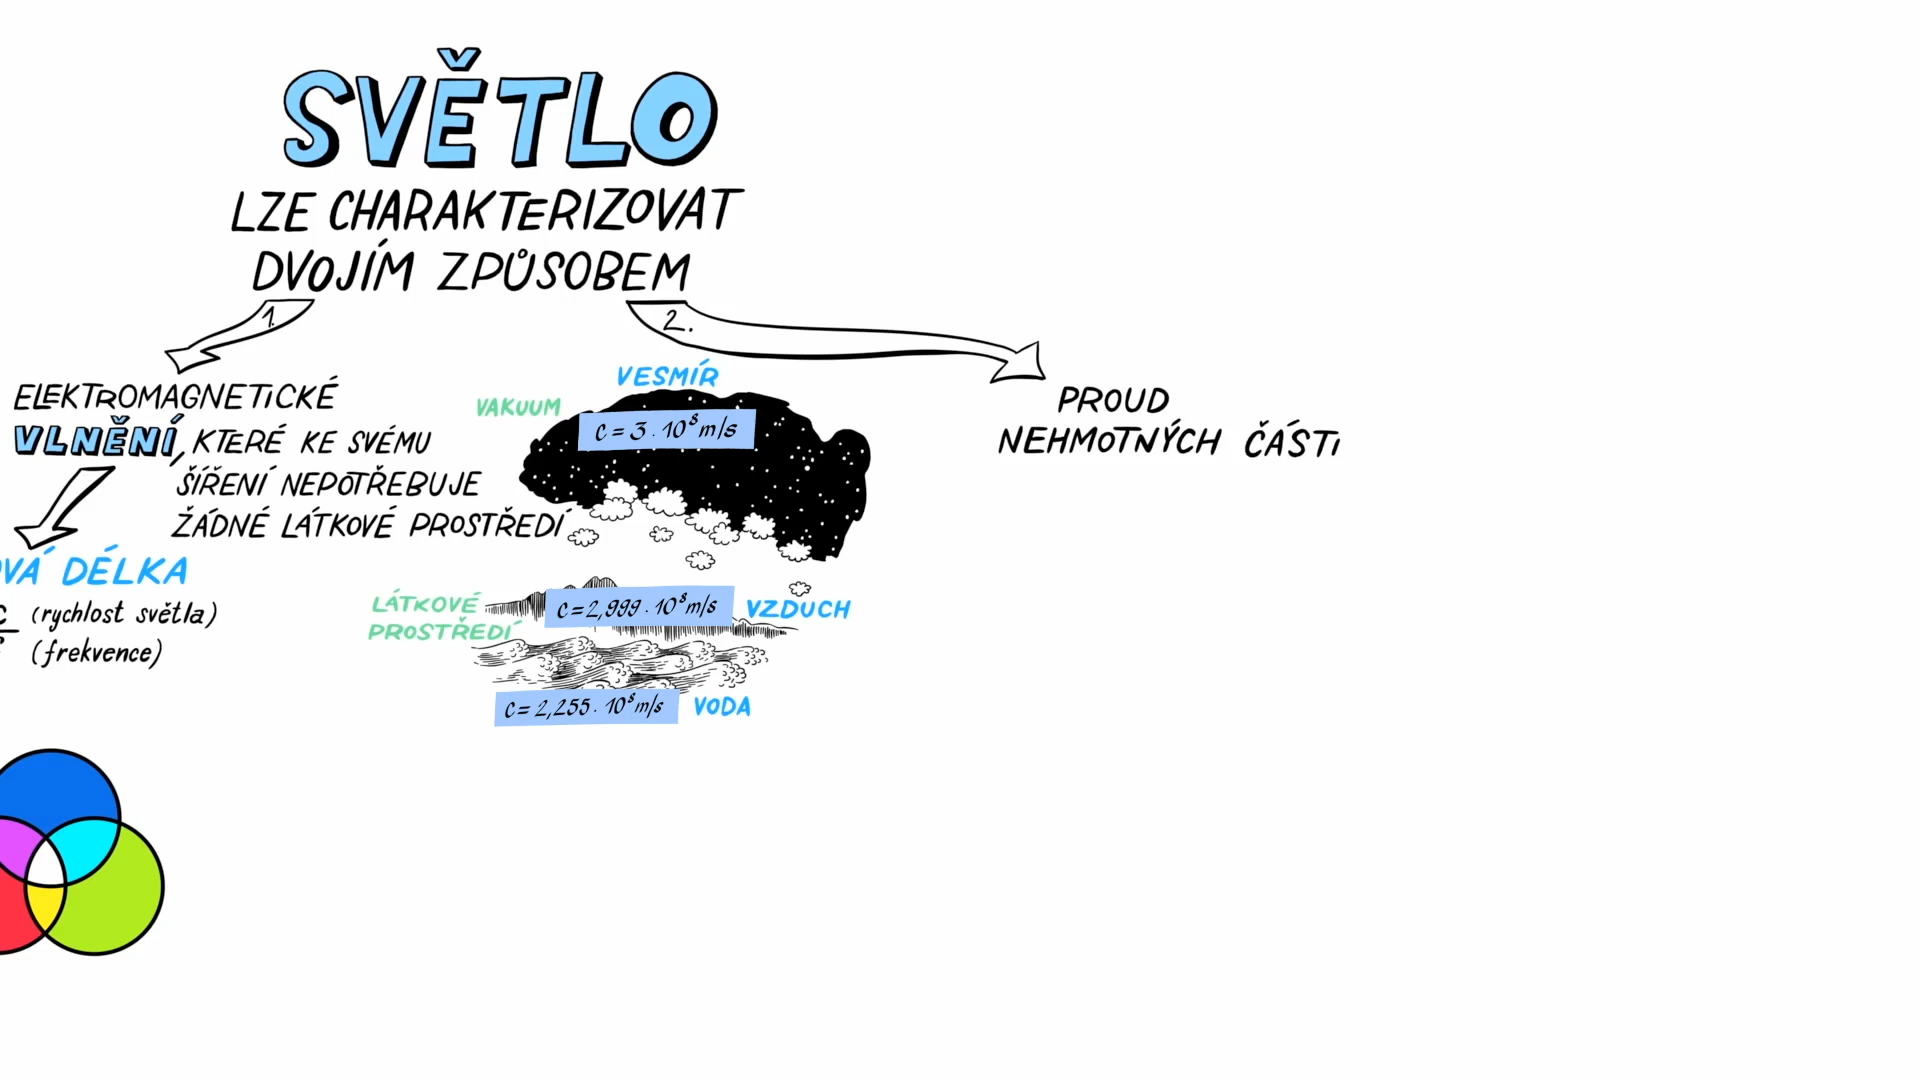 SVĚTLO
LZE CHARAKTERIZOVAT
DVOJÍM ZPŮSOBEM
1.
2.
ELEKTROMAGNETICKÉ
VLNĚNÍ, KTERÉ KE SVÉMU
ŠÍŘENÍ NEPOTŘEBUJE
ŽÁDNÉ LÁTKOVÉ PROSTŘEDÍ
OVÁ DÉLKA
c (rychlost světla)
(frekvence)
VESMÍR
VAKUUM
c = 3 . 10⁸ m/s
LÁTKOVÉ
PROSTŘEDÍ
c = 2,999 . 10⁸ m/s
VZDUCH
c = 2,255 . 10⁸ m/s
VODA
PROUD
NEHMOTNÝCH ČÁSTI